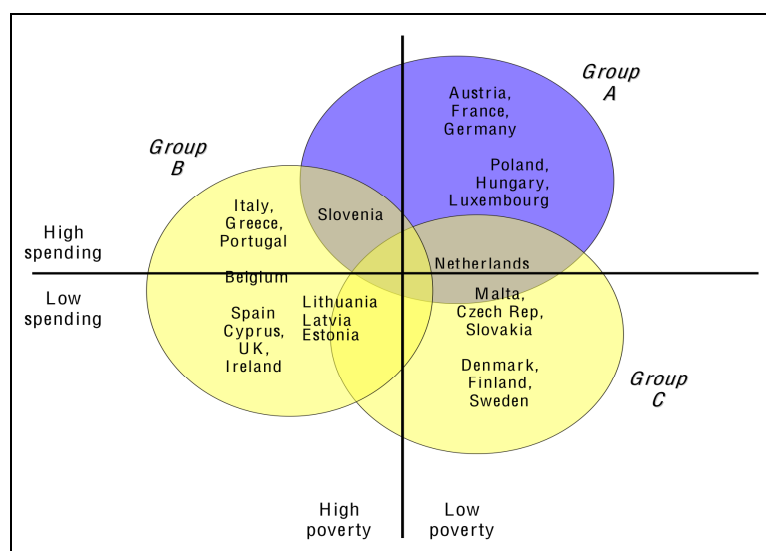 Group
A
Austria,
France,
Germany
Poland,
Hungary,
Luxembourg
Group
B
Italy,
Greece,
Portugal
Slovenia
High
spending
Belgium
Netherlands
Low
spending
Spain
Cyprus,
UK,
Ireland
Lithuania
Latvia
Estonia
Malta,
Czech Rep,
Slovakia
Denmark,
Finland,
Sweden
Group
C
High
poverty
Low
poverty